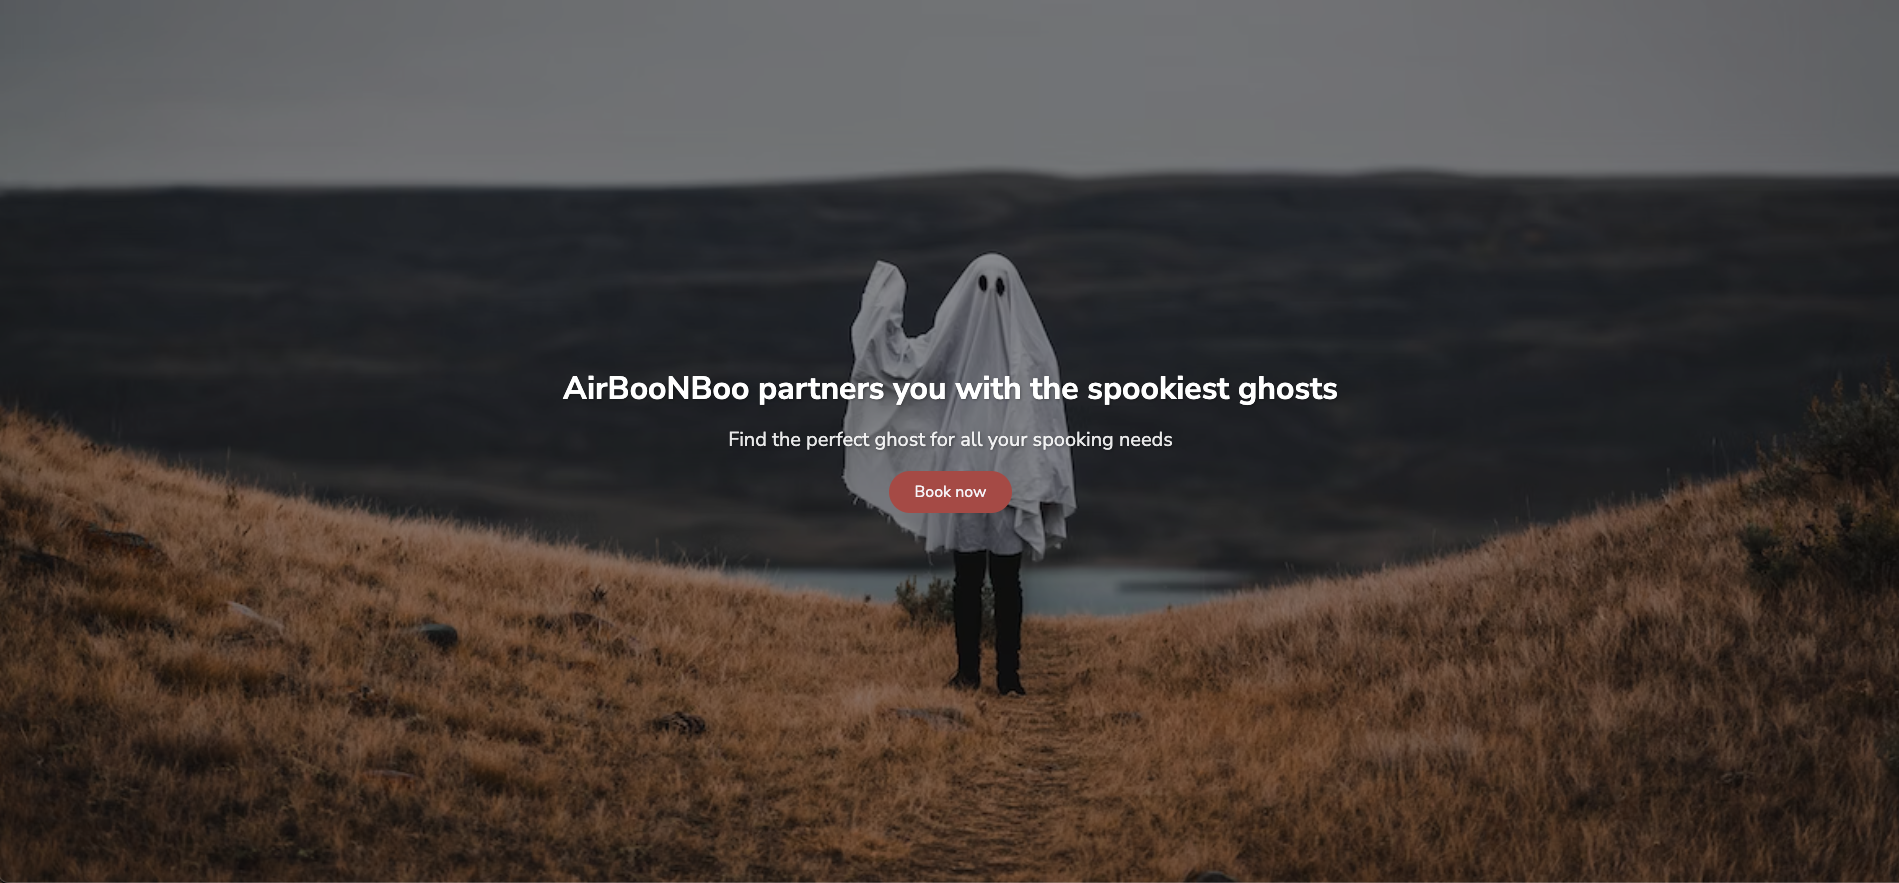 AirBooNBoo partners you with the spookiest ghosts
Find the perfect ghost for all your spooking needs
Book now